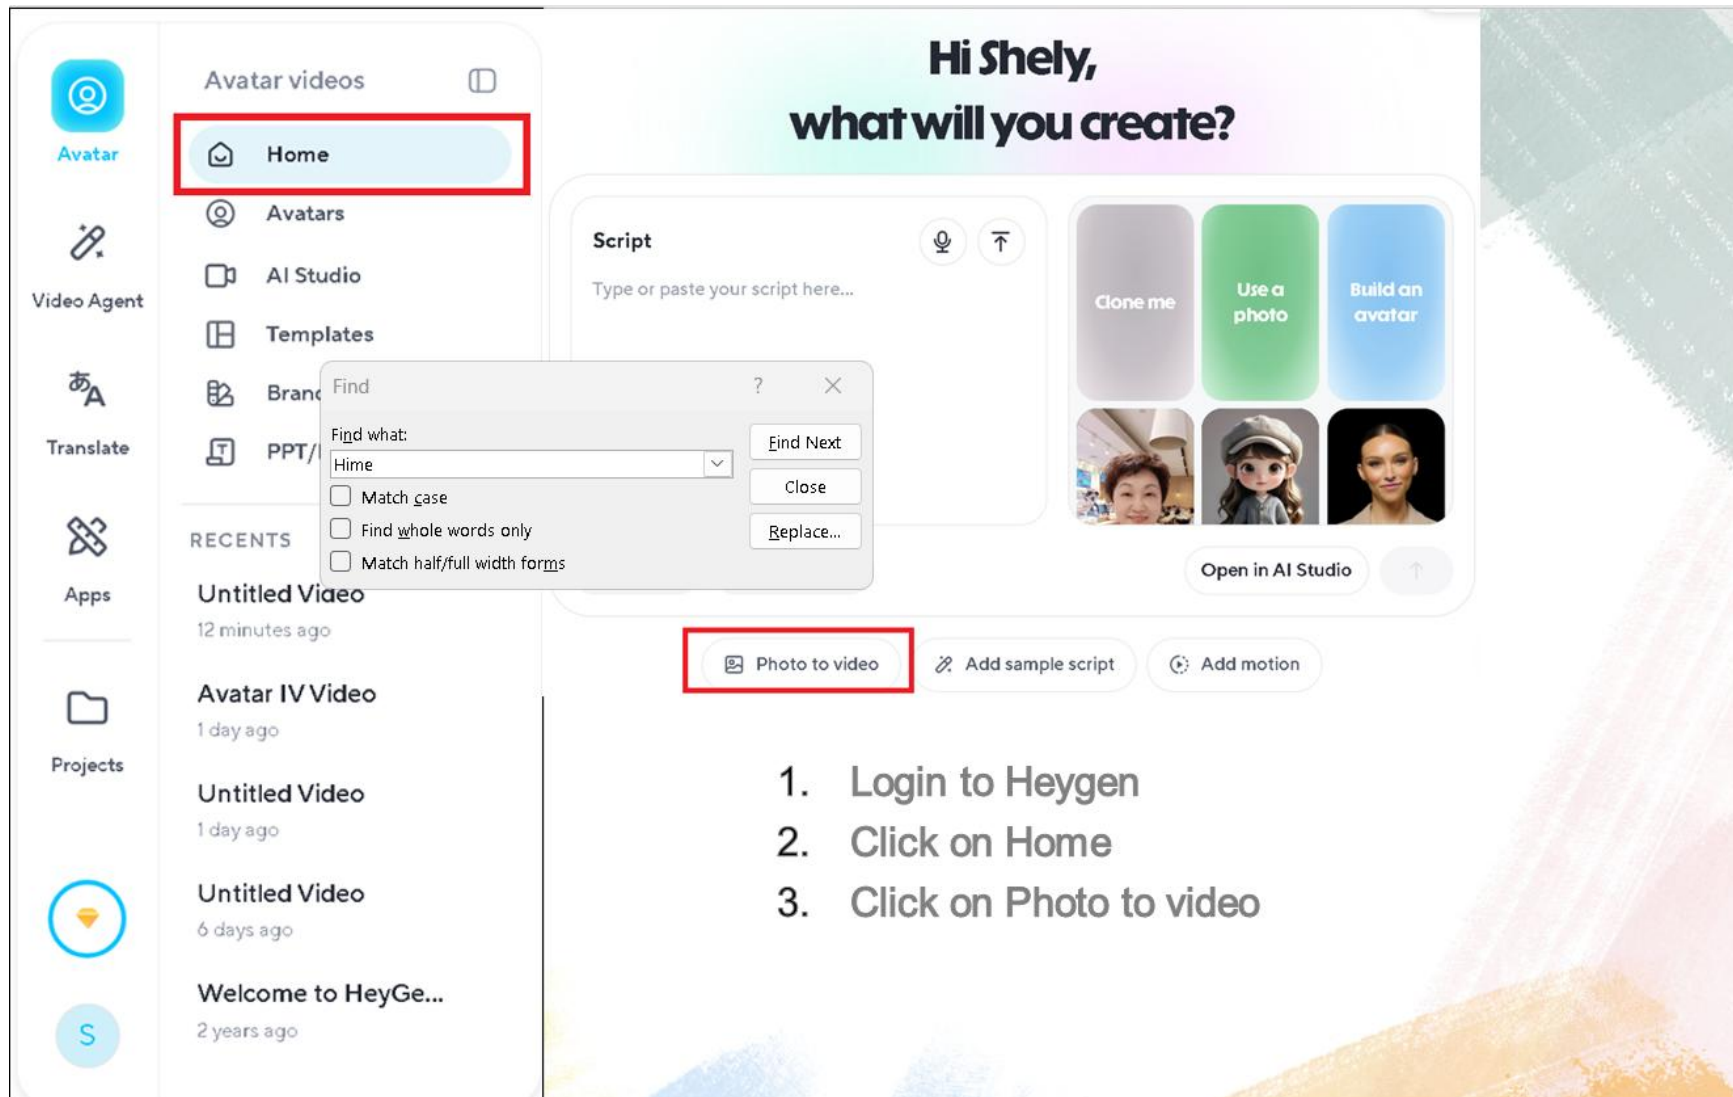 Avatar
Video Agent
Translate
Apps
Projects
S
Avatar videos
Home
Avatars
AI Studio
Templates
PPT/
RECENTS
Untitled Video
12 minutes ago
Avatar IV Video
1 day ago
Untitled Video
1 day ago
Untitled Video
6 days ago
Welcome to HeyGe...
2 years ago
Find
?
Find what:
Hime
Match case
Find whole words only
Match half/full width forms
Find Next
Close
Replace...
Hi Shely,
what will you create?
Script
Type or paste your script here...
Clone me
Use a
photo
Build an
avatar
Open in AI Studio
Photo to video
Add sample script
Add motion
1. Login to Heygen
2. Click on Home
3. Click on Photo to video